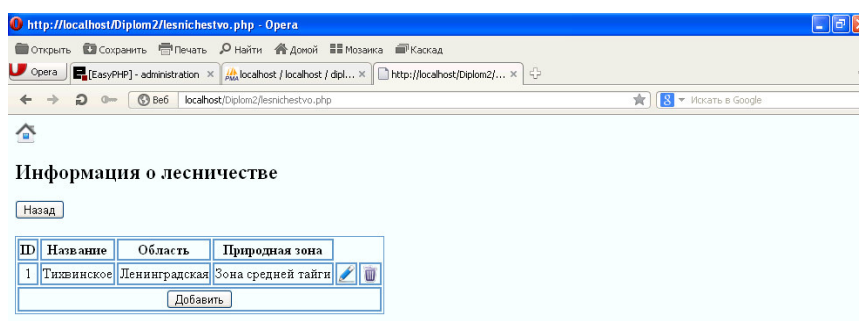 http://localhost/Diplom2/lesnichestvo.php - Opera
Открыть Сохранить Печать Найти Домой Мозаика Каскад
Opera [EasyPHP] - administration localhost / localhost / dipl... http://localhost/Diplom2/...
Веб localhost/Diplom2/lesnichestvo.php Искать в Google
Информация о лесничестве
Назад
ID Название Область Природная зона
1 Тихвинское Ленинградская Зона средней тайги
Добавить